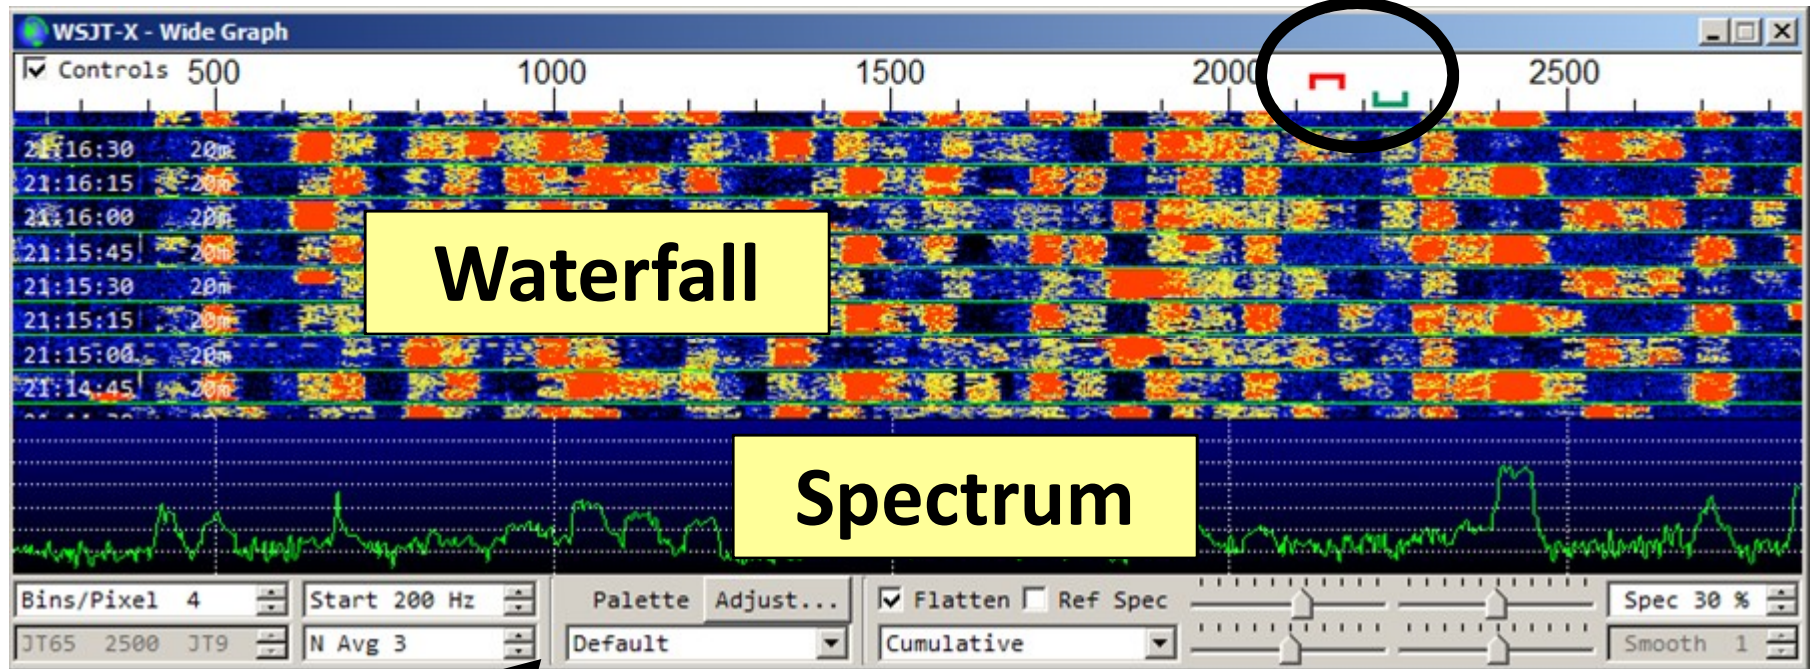 WSJT-X - Wide Graph
Controls 500 1000 1500 2000 2500
21:16:30 20m
21:16:15 20m
21:16:00 20m
21:15:45 20m
21:15:30 20m
21:15:15 20m
21:15:00 20m
21:14:45 20m
Waterfall
Spectrum
Bins/Pixel 4 Start 200 Hz Palette Adjust... Flatten Ref Spec Spec 30 %
JT65 2500 JT9 N Avg 3 Default Cumulative Smooth 1